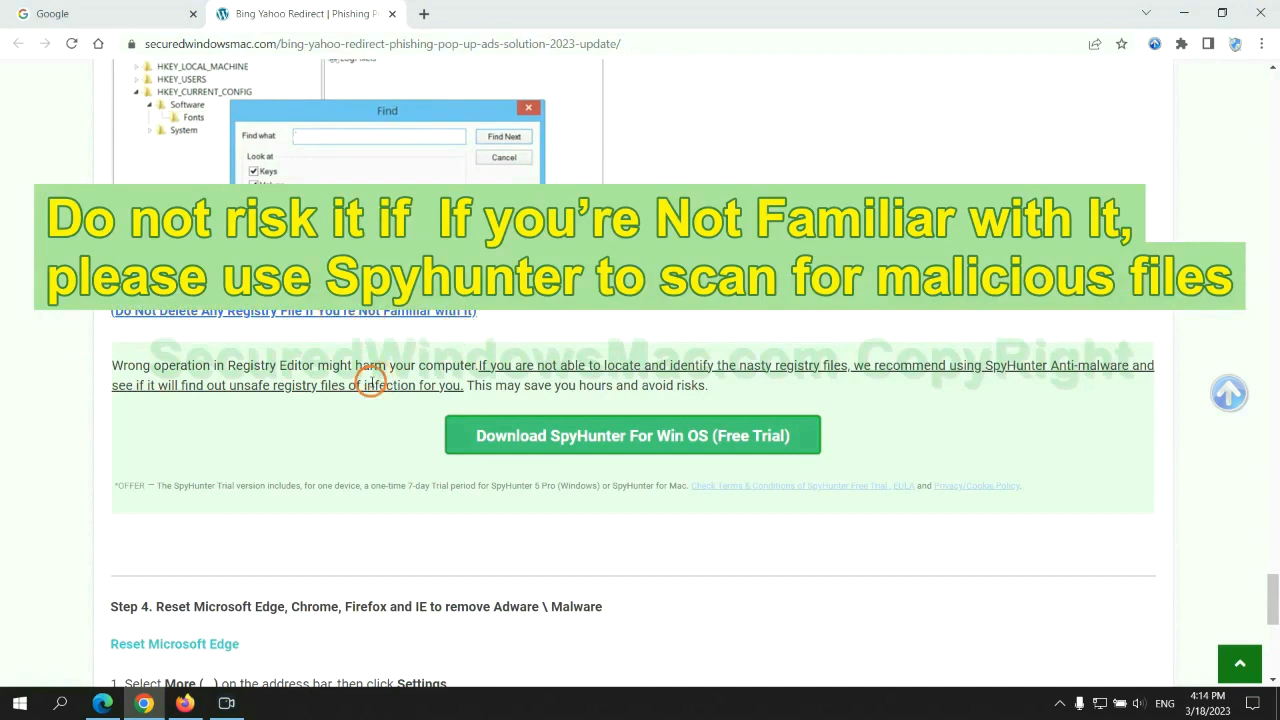 Google
Bing Yahoo Redirect | Phishing P
securedwindowsmac.com/bing-yahoo-redirect-phishing-pop-up-ads-solution-2023-update/
HKEY_LOCAL_MACHINE
HKEY_USERS
HKEY_CURRENT_CONFIG
Software
Fonts
System
Find
Find what:
Find Next
Look at
Cancel
Keys
Do not risk it if  If you’re Not Familiar with It,
please use Spyhunter to scan for malicious files
(Do Not Delete Any Registry File if You're Not Familiar with It)
SecuredWindowsMac.com CopyRight
Wrong operation in Registry Editor might harm your computer.If you are not able to locate and identify the nasty registry files, we recommend using SpyHunter Anti-malware and
see if it will find out unsafe registry files of infection for you. This may save you hours and avoid risks.
Download SpyHunter For Win OS (Free Trial)
*OFFER — The SpyHunter Trial version includes, for one device, a one-time 7-day Trial period for SpyHunter 5 Pro (Windows) or SpyHunter for Mac. Check Terms & Conditions of SpyHunter Free Trial , EULA and Privacy/Cookie Policy.
Step 4. Reset Microsoft Edge, Chrome, Firefox and IE to remove Adware \ Malware
Reset Microsoft Edge
1. Select More (...) on the address bar, then click Settings
ENG
4:14 PM
3/18/2023